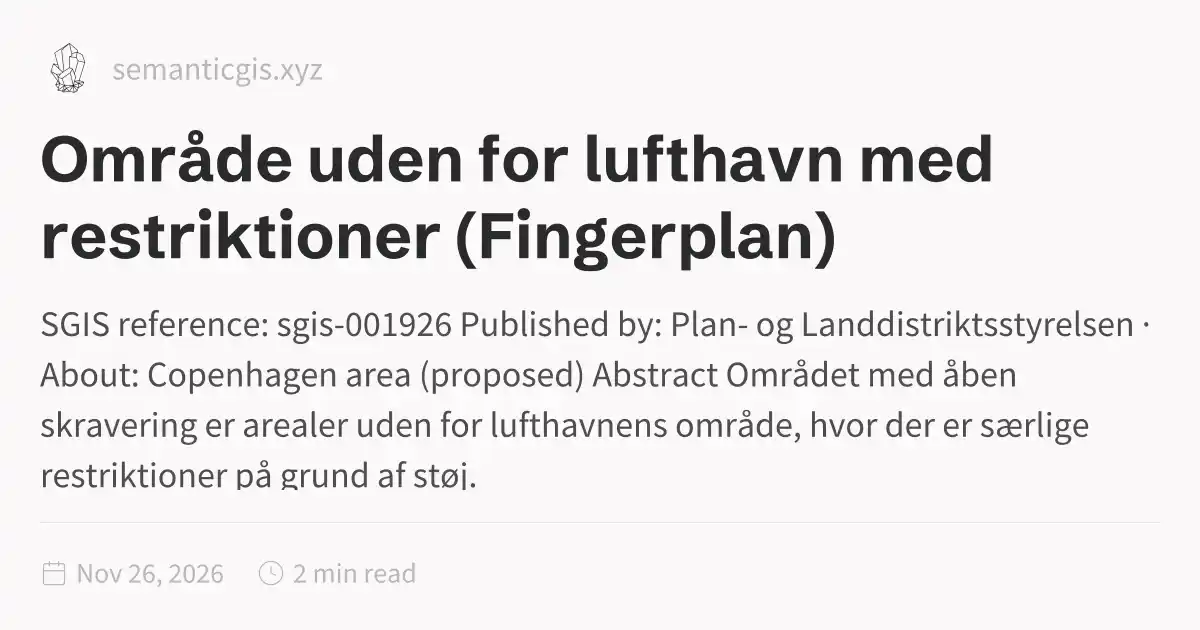 semanticgis.xyz
Område uden for lufthavn med
restriktioner (Fingerplan)
SGIS reference: sgis-001926 Published by: Plan- og Landdistriktsstyrelsen ·
About: Copenhagen area (proposed) Abstract Området med åben
skravering er arealer uden for lufthavnens område, hvor der er særlige
restriktioner på grund af støj.
Nov 26, 2026 2 min read